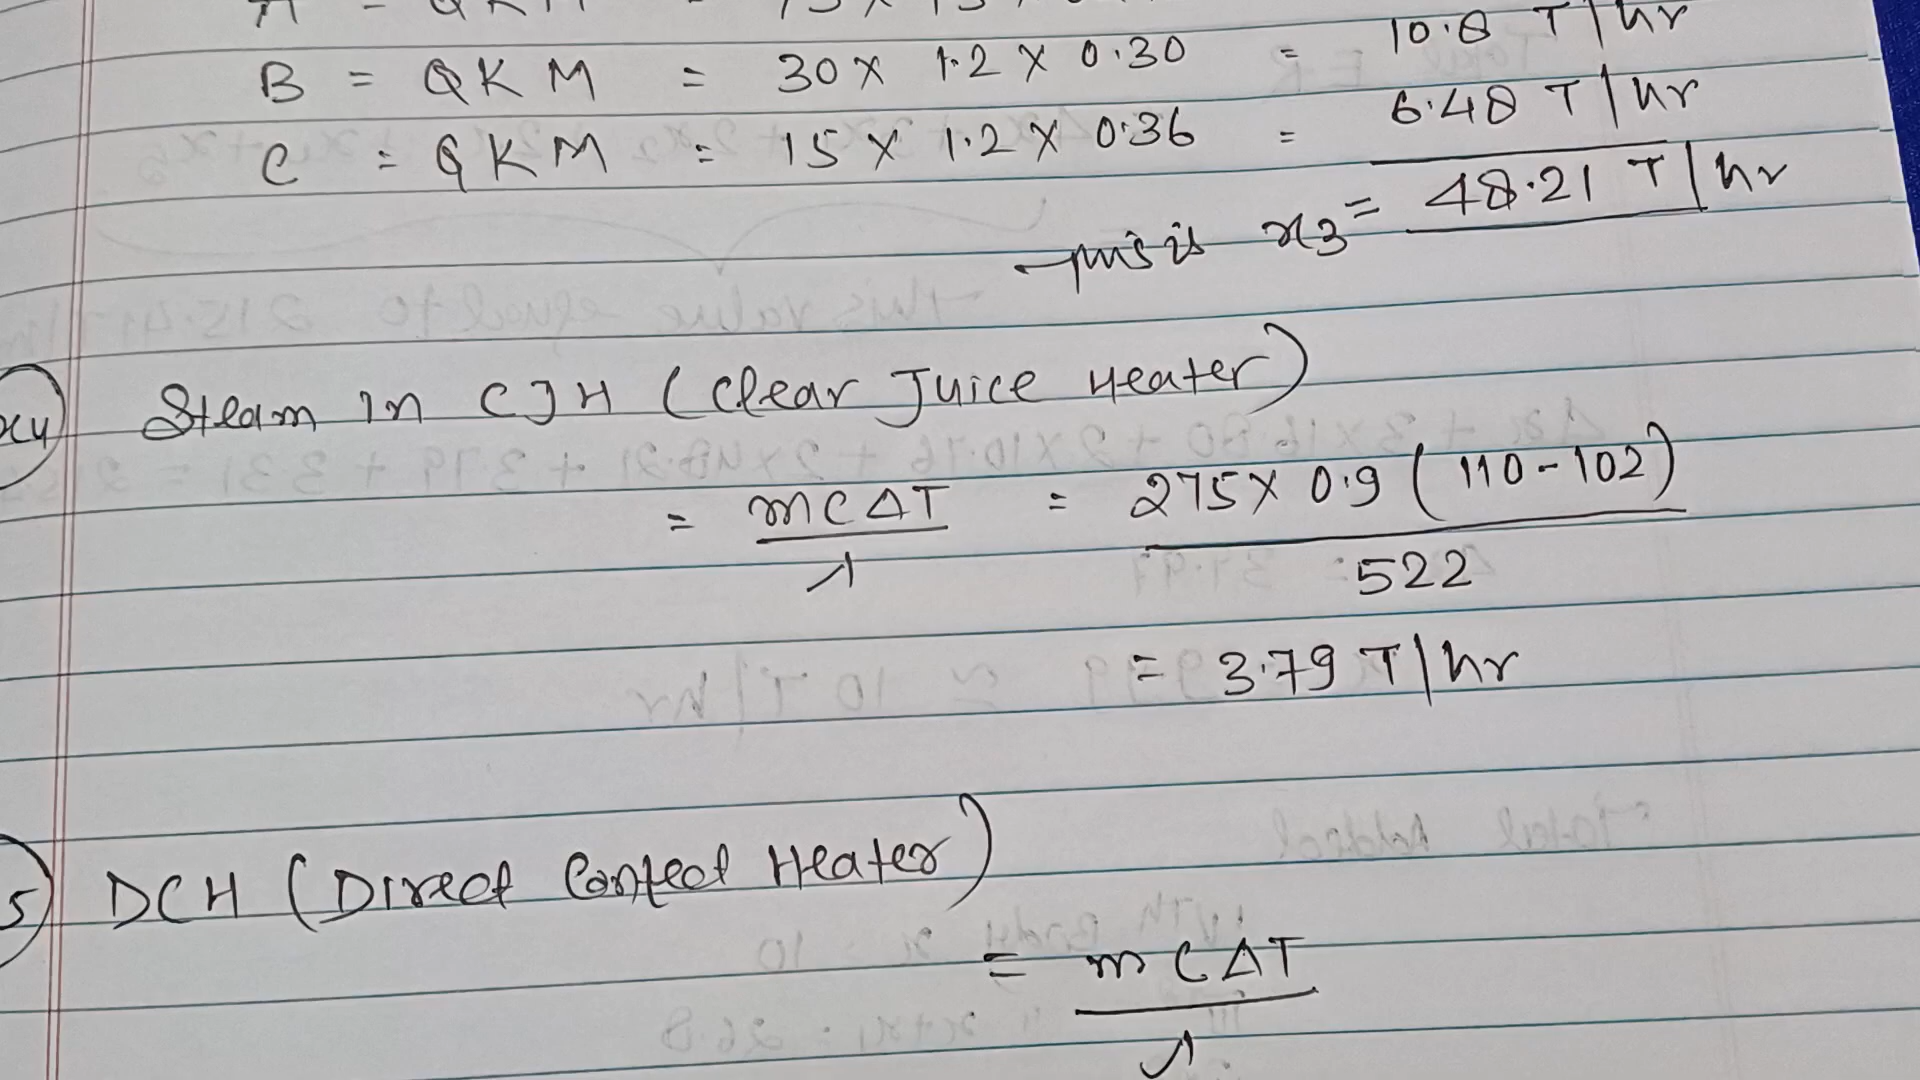 B = QKM = 30 X 1.2 X 0.30 = 10.8 T/hr
C = QKM = 15 X 1.2 X 0.36 = 6.48 T/hr
This is x3 = 48.21 T/hr
x4) Steam in CJH (Clear Juice Heater)
= mCΔT / λ = 275 X 0.9 (110-102) / 522
= 3.79 T/hr
5) DCH (Direct Contect Heater)
= mCΔT / λ